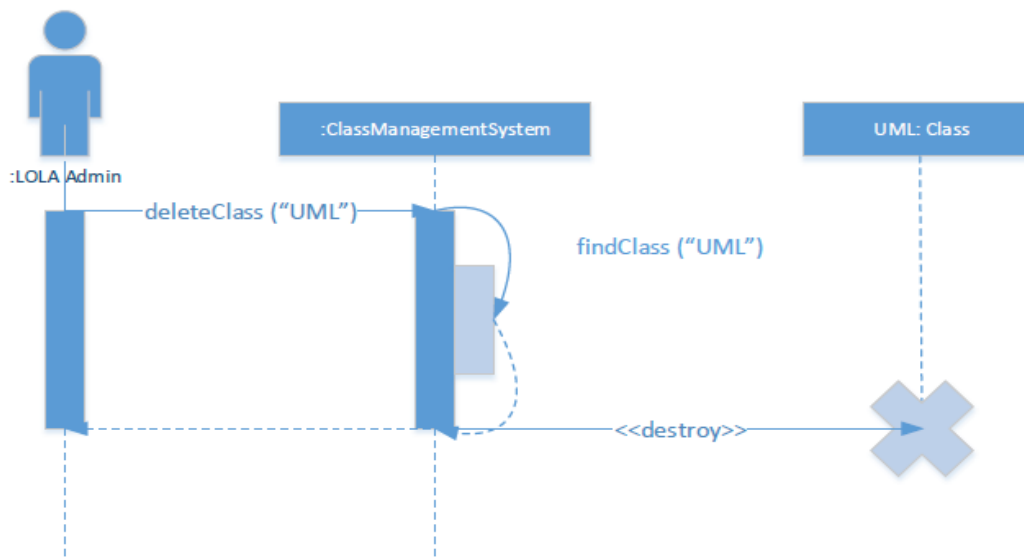 :ClassManagementSystem
UML: Class
:LOLA Admin
deleteClass (“UML”)
findClass (“UML”)
<<destroy>>